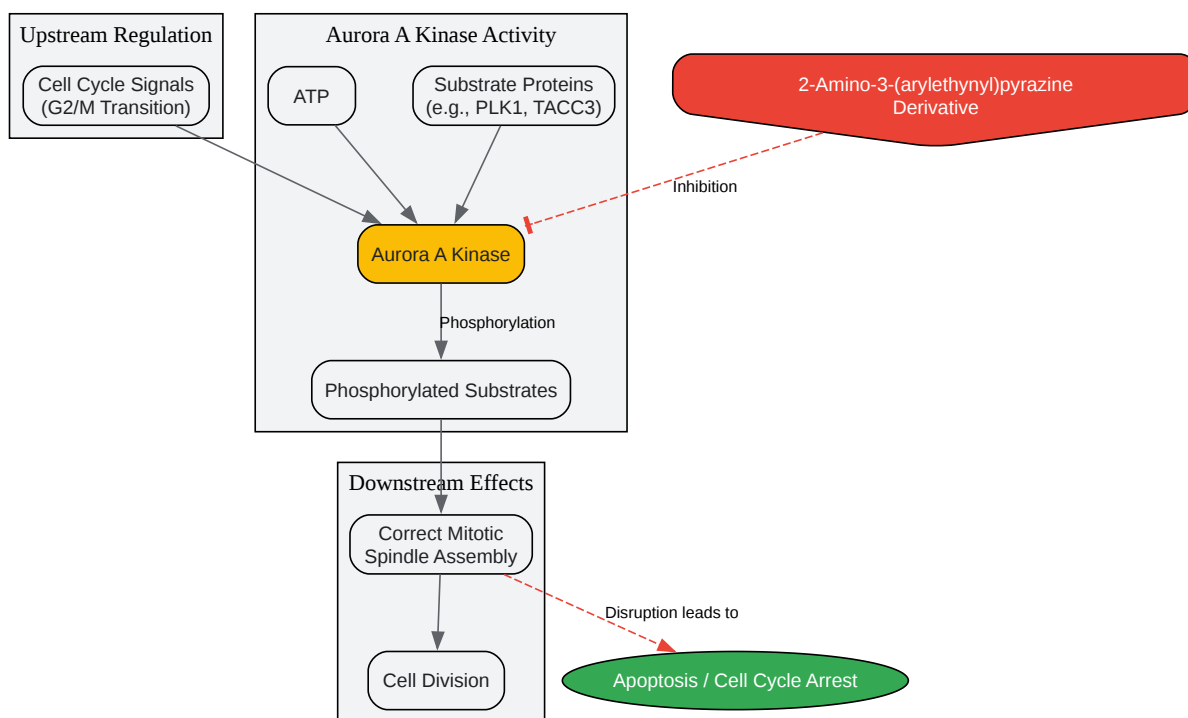 Upstream Regulation
Cell Cycle Signals
(G2/M Transition)
Aurora A Kinase Activity
ATP
Substrate Proteins
(e.g., PLK1, TACC3)
2-Amino-3-(arylethynyl)pyrazine
Derivative
Inhibition
Aurora A Kinase
Phosphorylation
Phosphorylated Substrates
Downstream Effects
Correct Mitotic
Spindle Assembly
Disruption leads to
Cell Division
Apoptosis / Cell Cycle Arrest